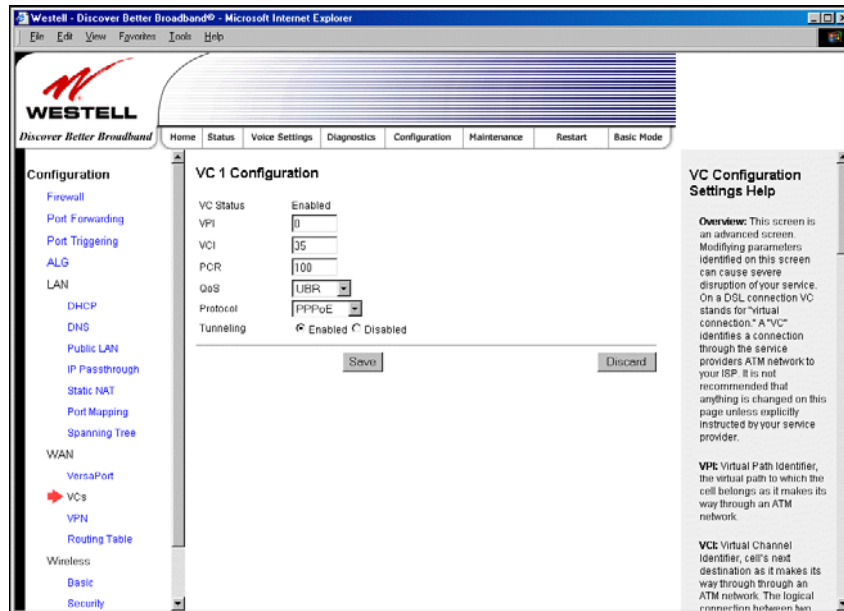 Westell - Discover Better Broadband® - Microsoft Internet Explorer
File Edit View Favorites Tools Help
WESTELL
Discover Better Broadband
Home Status Voice Settings Diagnostics Configuration Maintenance Restart Basic Mode
Configuration
Firewall
Port Forwarding
Port Triggering
ALG
LAN
DHCP
DNS
Public LAN
IP Passthrough
Static NAT
Port Mapping
Spanning Tree
WAN
VersaPort
VCs
VPN
Routing Table
Wireless
Basic
Security
VC 1 Configuration
VC Status Enabled
VPI 0
VCI 35
PCR 100
QoS UBR
Protocol PPPoE
Tunneling Enabled Disabled
Save Discard
VC Configuration
Settings Help
Overview: This screen is
an advanced screen.
Modifiying parameters
identified on this screen
can cause severe
disruption of your service.
On a DSL connection VC
stands for "virtual
connection." A "VC"
identifies a connection
through the service
providers ATM network to
your ISP. It is not
recommended that
anything is changed on this
page unless explicitly
instructed by your service
provider.
VPI: Virtual Path Identifier,
the virtual path to which the
cell belongs as it makes its
way through an ATM
network.
VCI: Virtual Channel
Identifier, cell's next
destination as it makes its
way through through an
ATM network. The logical
connection between two